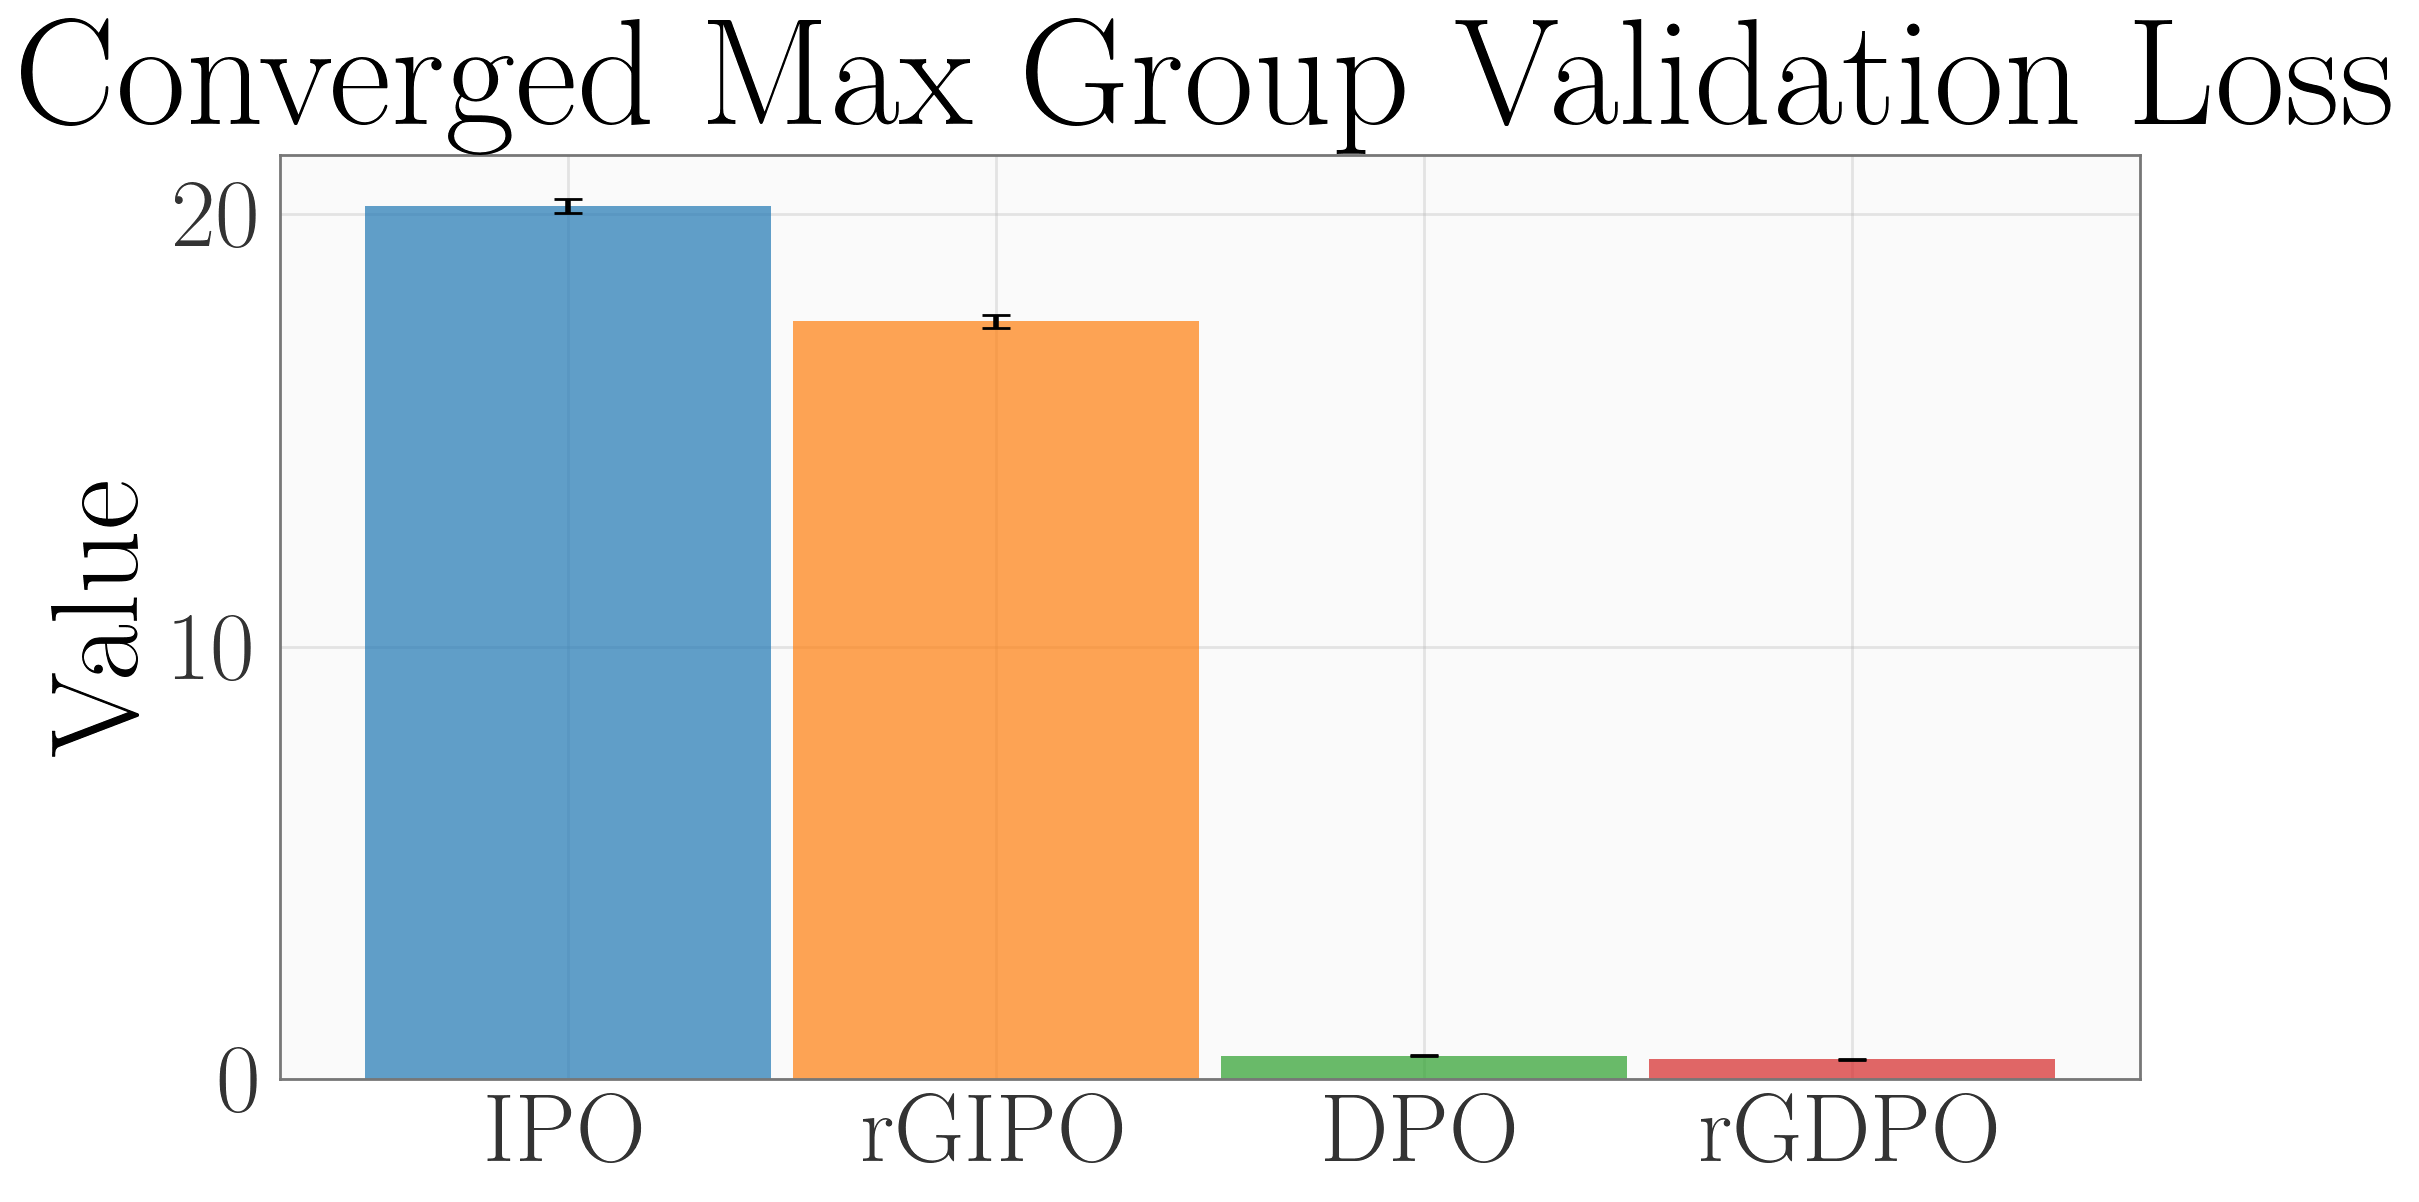 Converged Max Group Validation Loss
Value
20
10
0
IPO
rGIPO
DPO
rGDPO